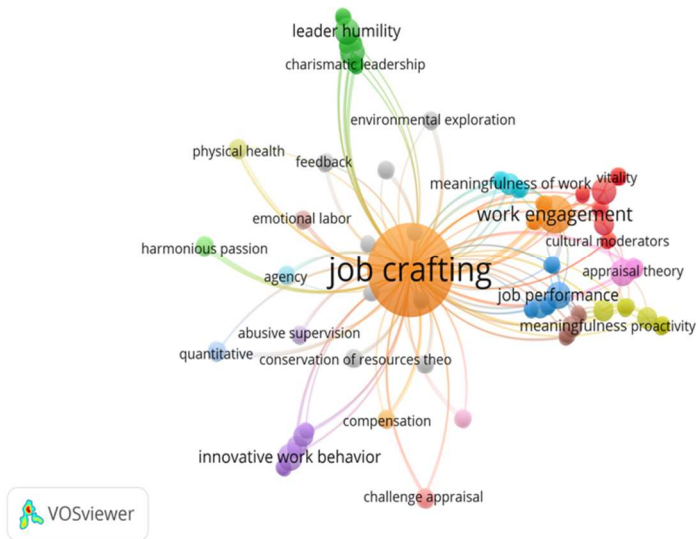 leader humility
charismatic leadership
environmental exploration
physical health
feedback
meaningfulness of work
vitality
emotional labor
work engagement
harmonious passion
cultural moderators
agency
job crafting
appraisal theory
job performance
meaningfulness proactivity
abusive supervision
quantitative
conservation of resources theo
compensation
innovative work behavior
challenge appraisal
VOSviewer